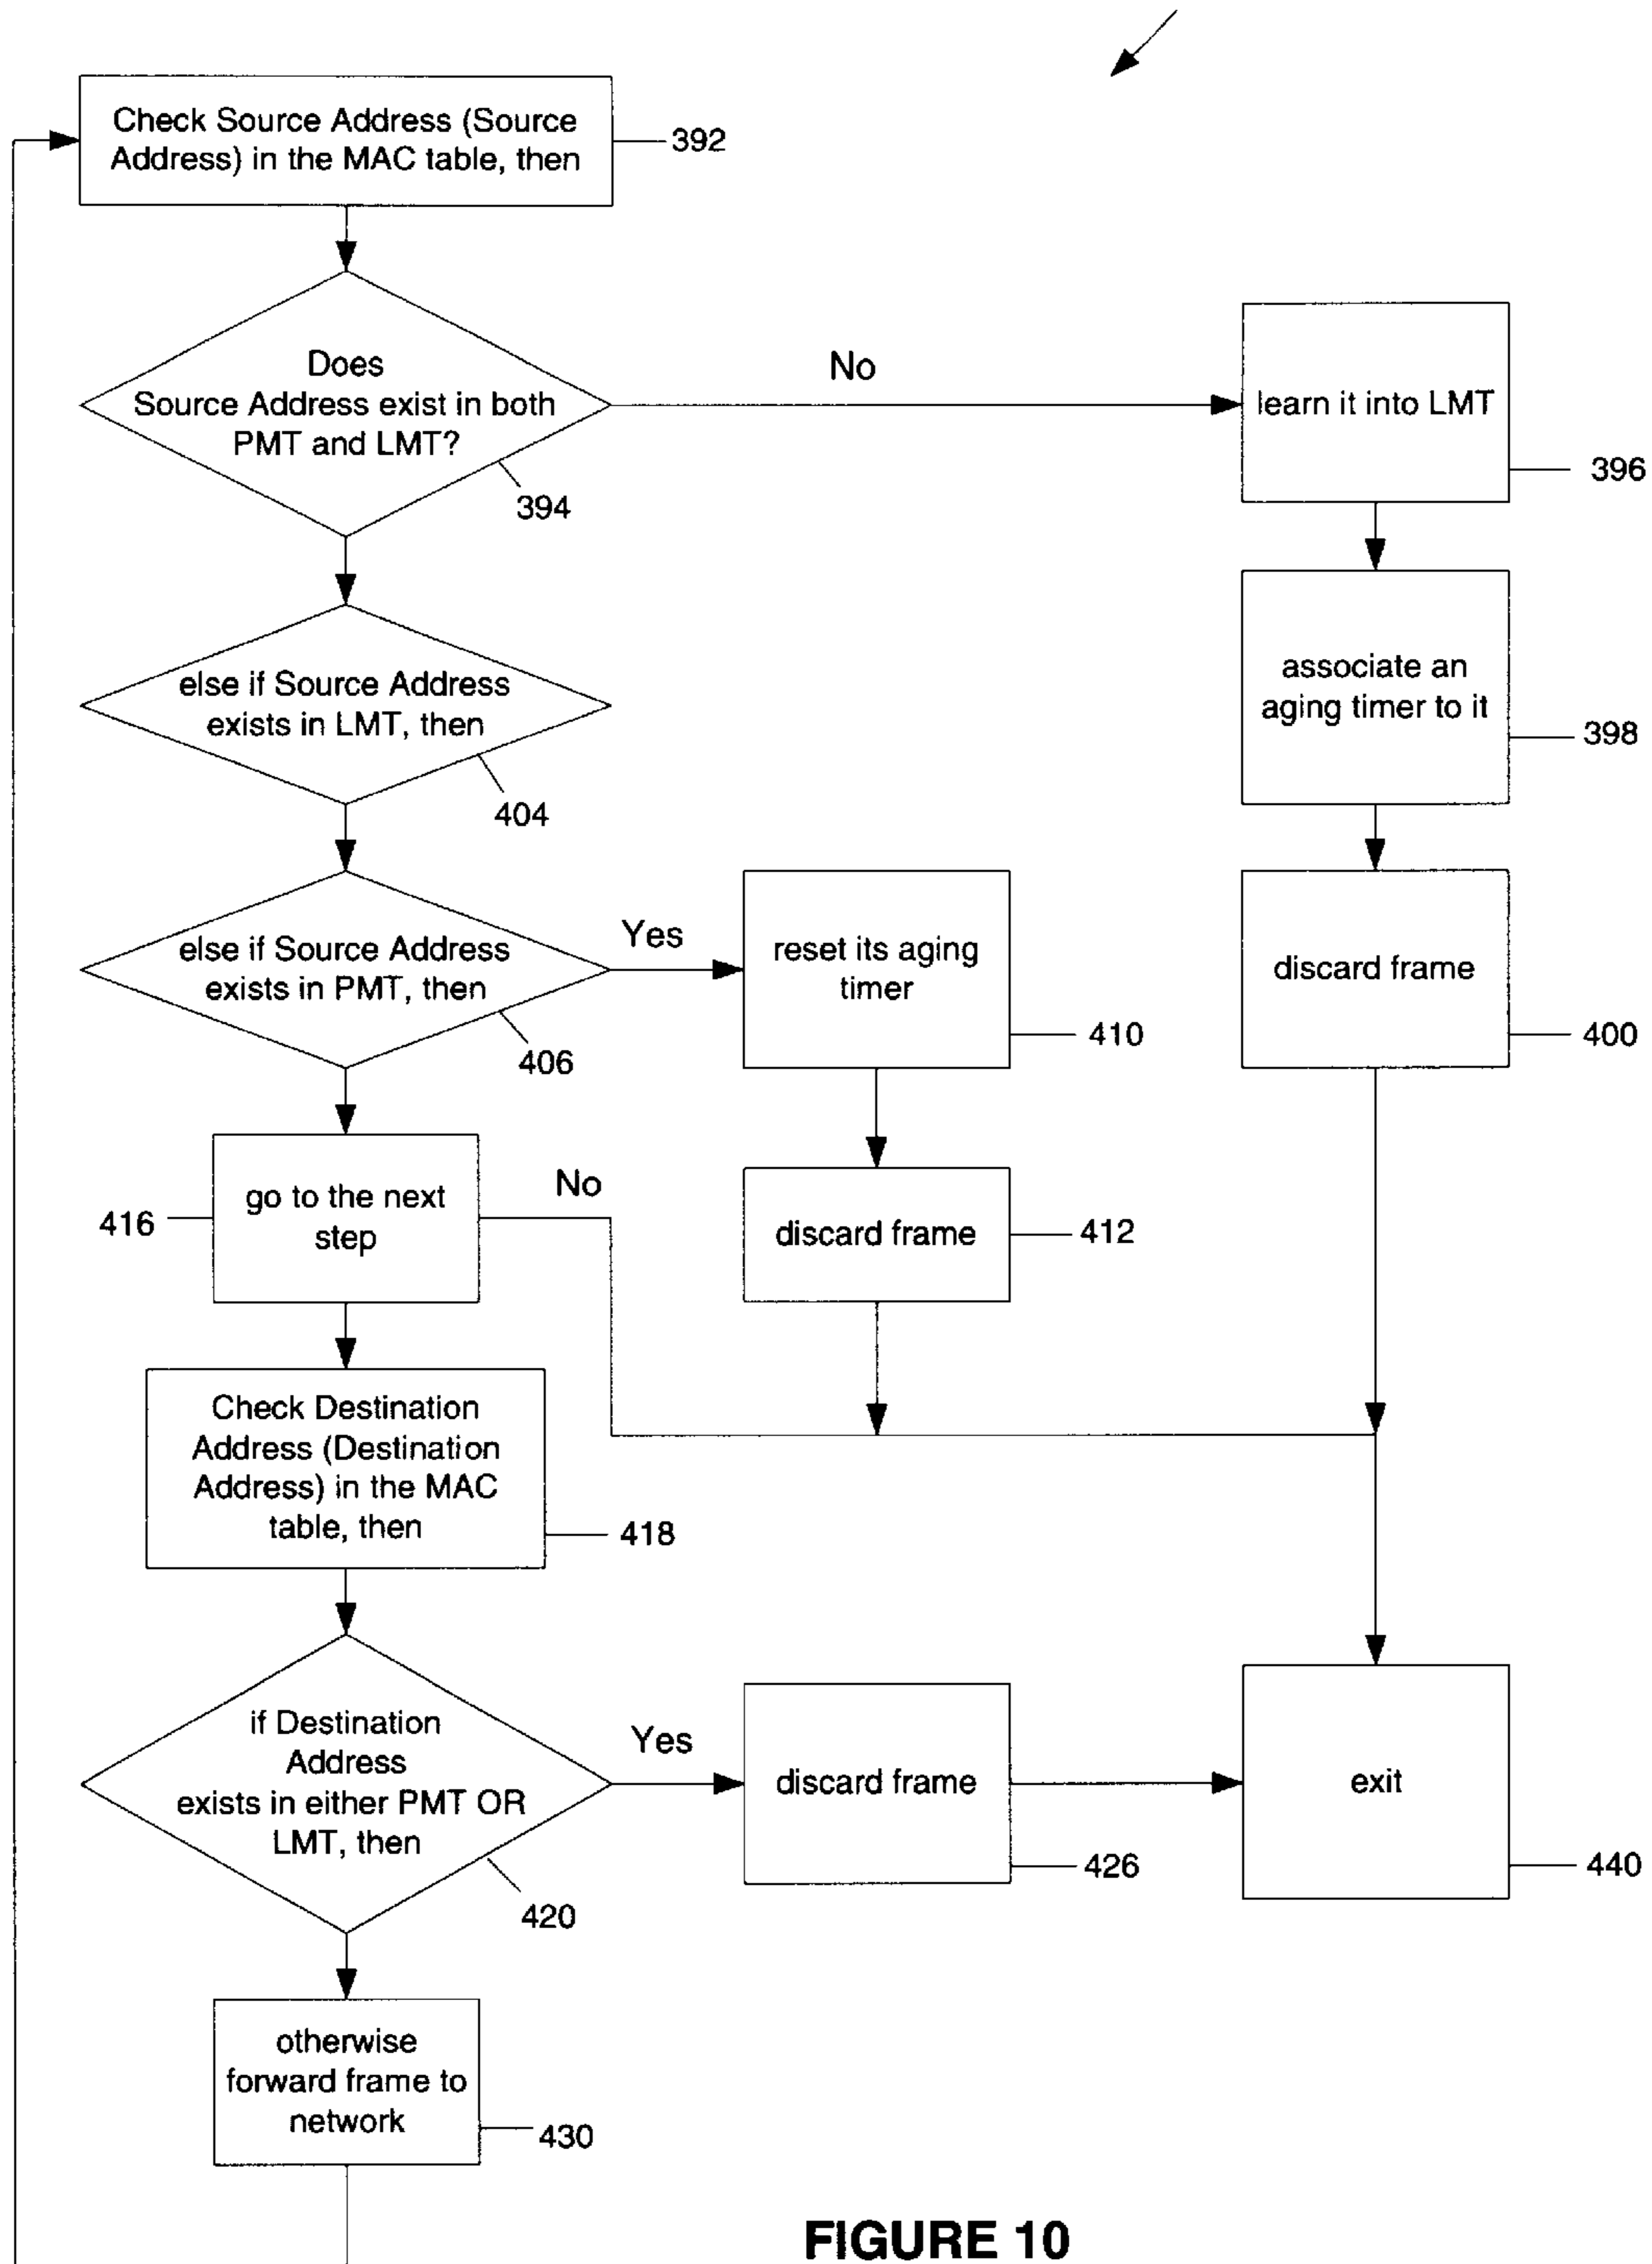 Check Source Address (Source
Address) in the MAC table, then
392
Does
Source Address exist in both
PMT and LMT?
394
No
learn it into LMT
396
associate an
aging timer to it
398
else if Source Address
exists in LMT, then
404
else if Source Address
exists in PMT, then
406
Yes
reset its aging
timer
410
discard frame
400
go to the next
step
416
No
discard frame
412
Check Destination
Address (Destination
Address) in the MAC
table, then
418
if Destination
Address
exists in either PMT OR
LMT, then
420
Yes
discard frame
426
exit
440
otherwise
forward frame to
network
430
FIGURE 10